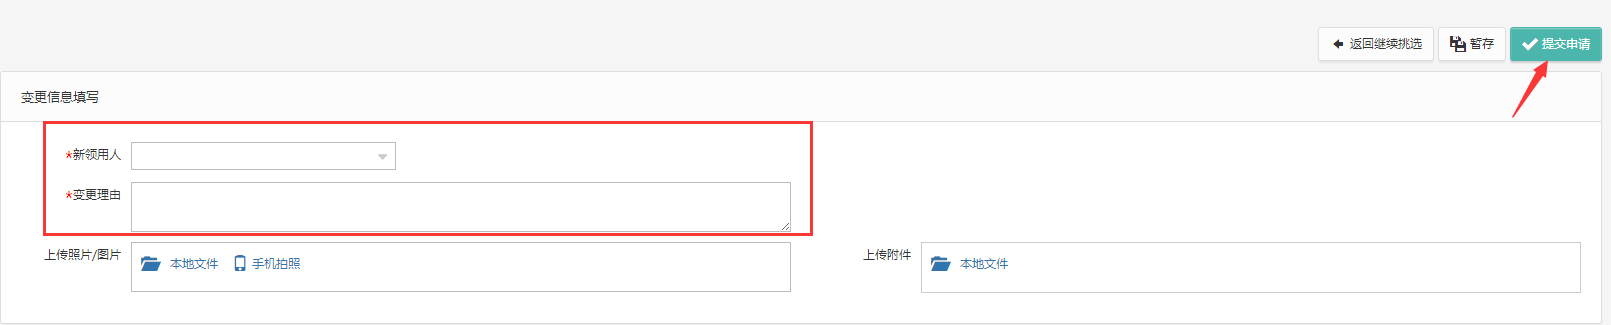 返回继续挑选 暂存 提交申请
变更信息填写
*新领用人
*变更理由
上传照片/图片 本地文件 手机拍照 上传附件 本地文件